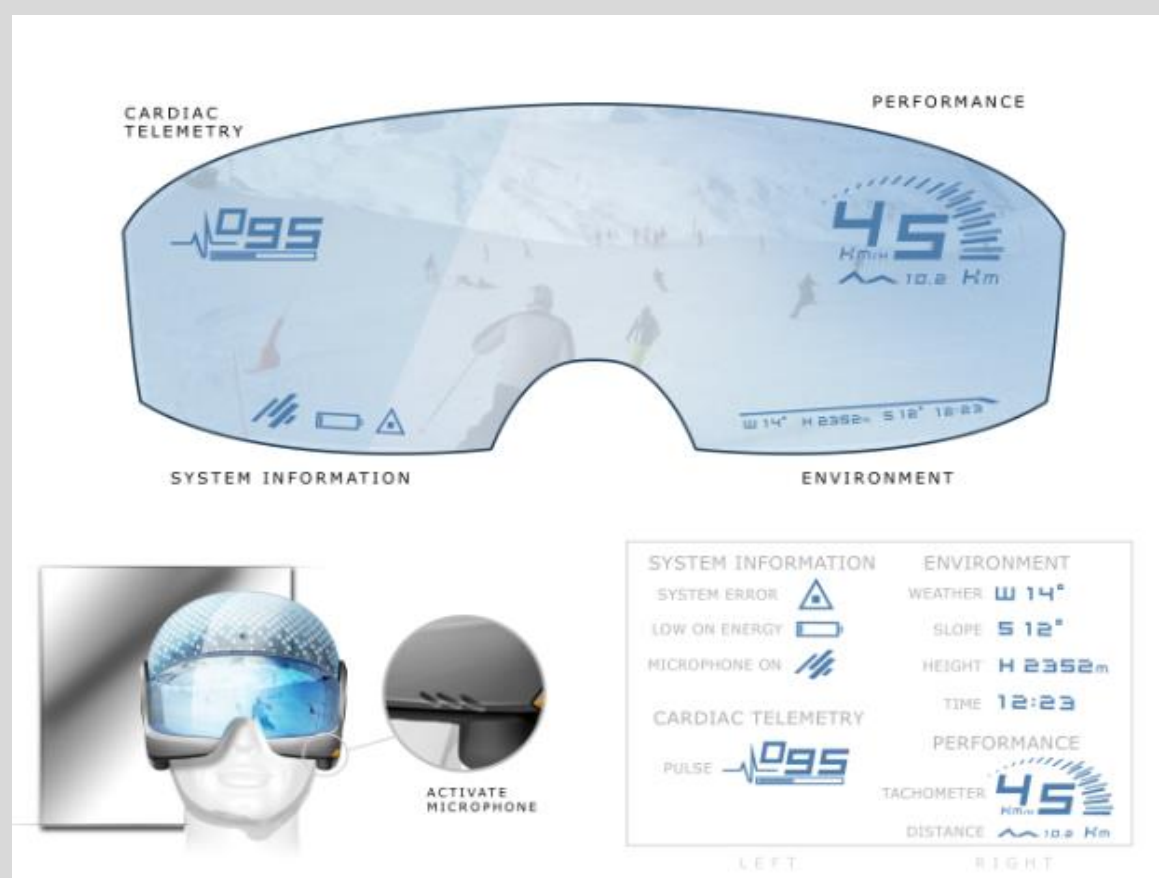 CARDIAC
TELEMETRY
PERFORMANCE
095
45
Km/H
10.2 Km
W 14° H 2352m S 12° 12:23
SYSTEM INFORMATION
ENVIRONMENT
ACTIVATE
MICROPHONE
SYSTEM INFORMATION
SYSTEM ERROR
LOW ON ENERGY
MICROPHONE ON
CARDIAC TELEMETRY
PULSE 095
ENVIRONMENT
WEATHER W 14°
SLOPE S 12°
HEIGHT H 2352m
TIME 12:23
PERFORMANCE
TACHOMETER 45
Km/H
DISTANCE 10.2 Km
LEFT
RIGHT